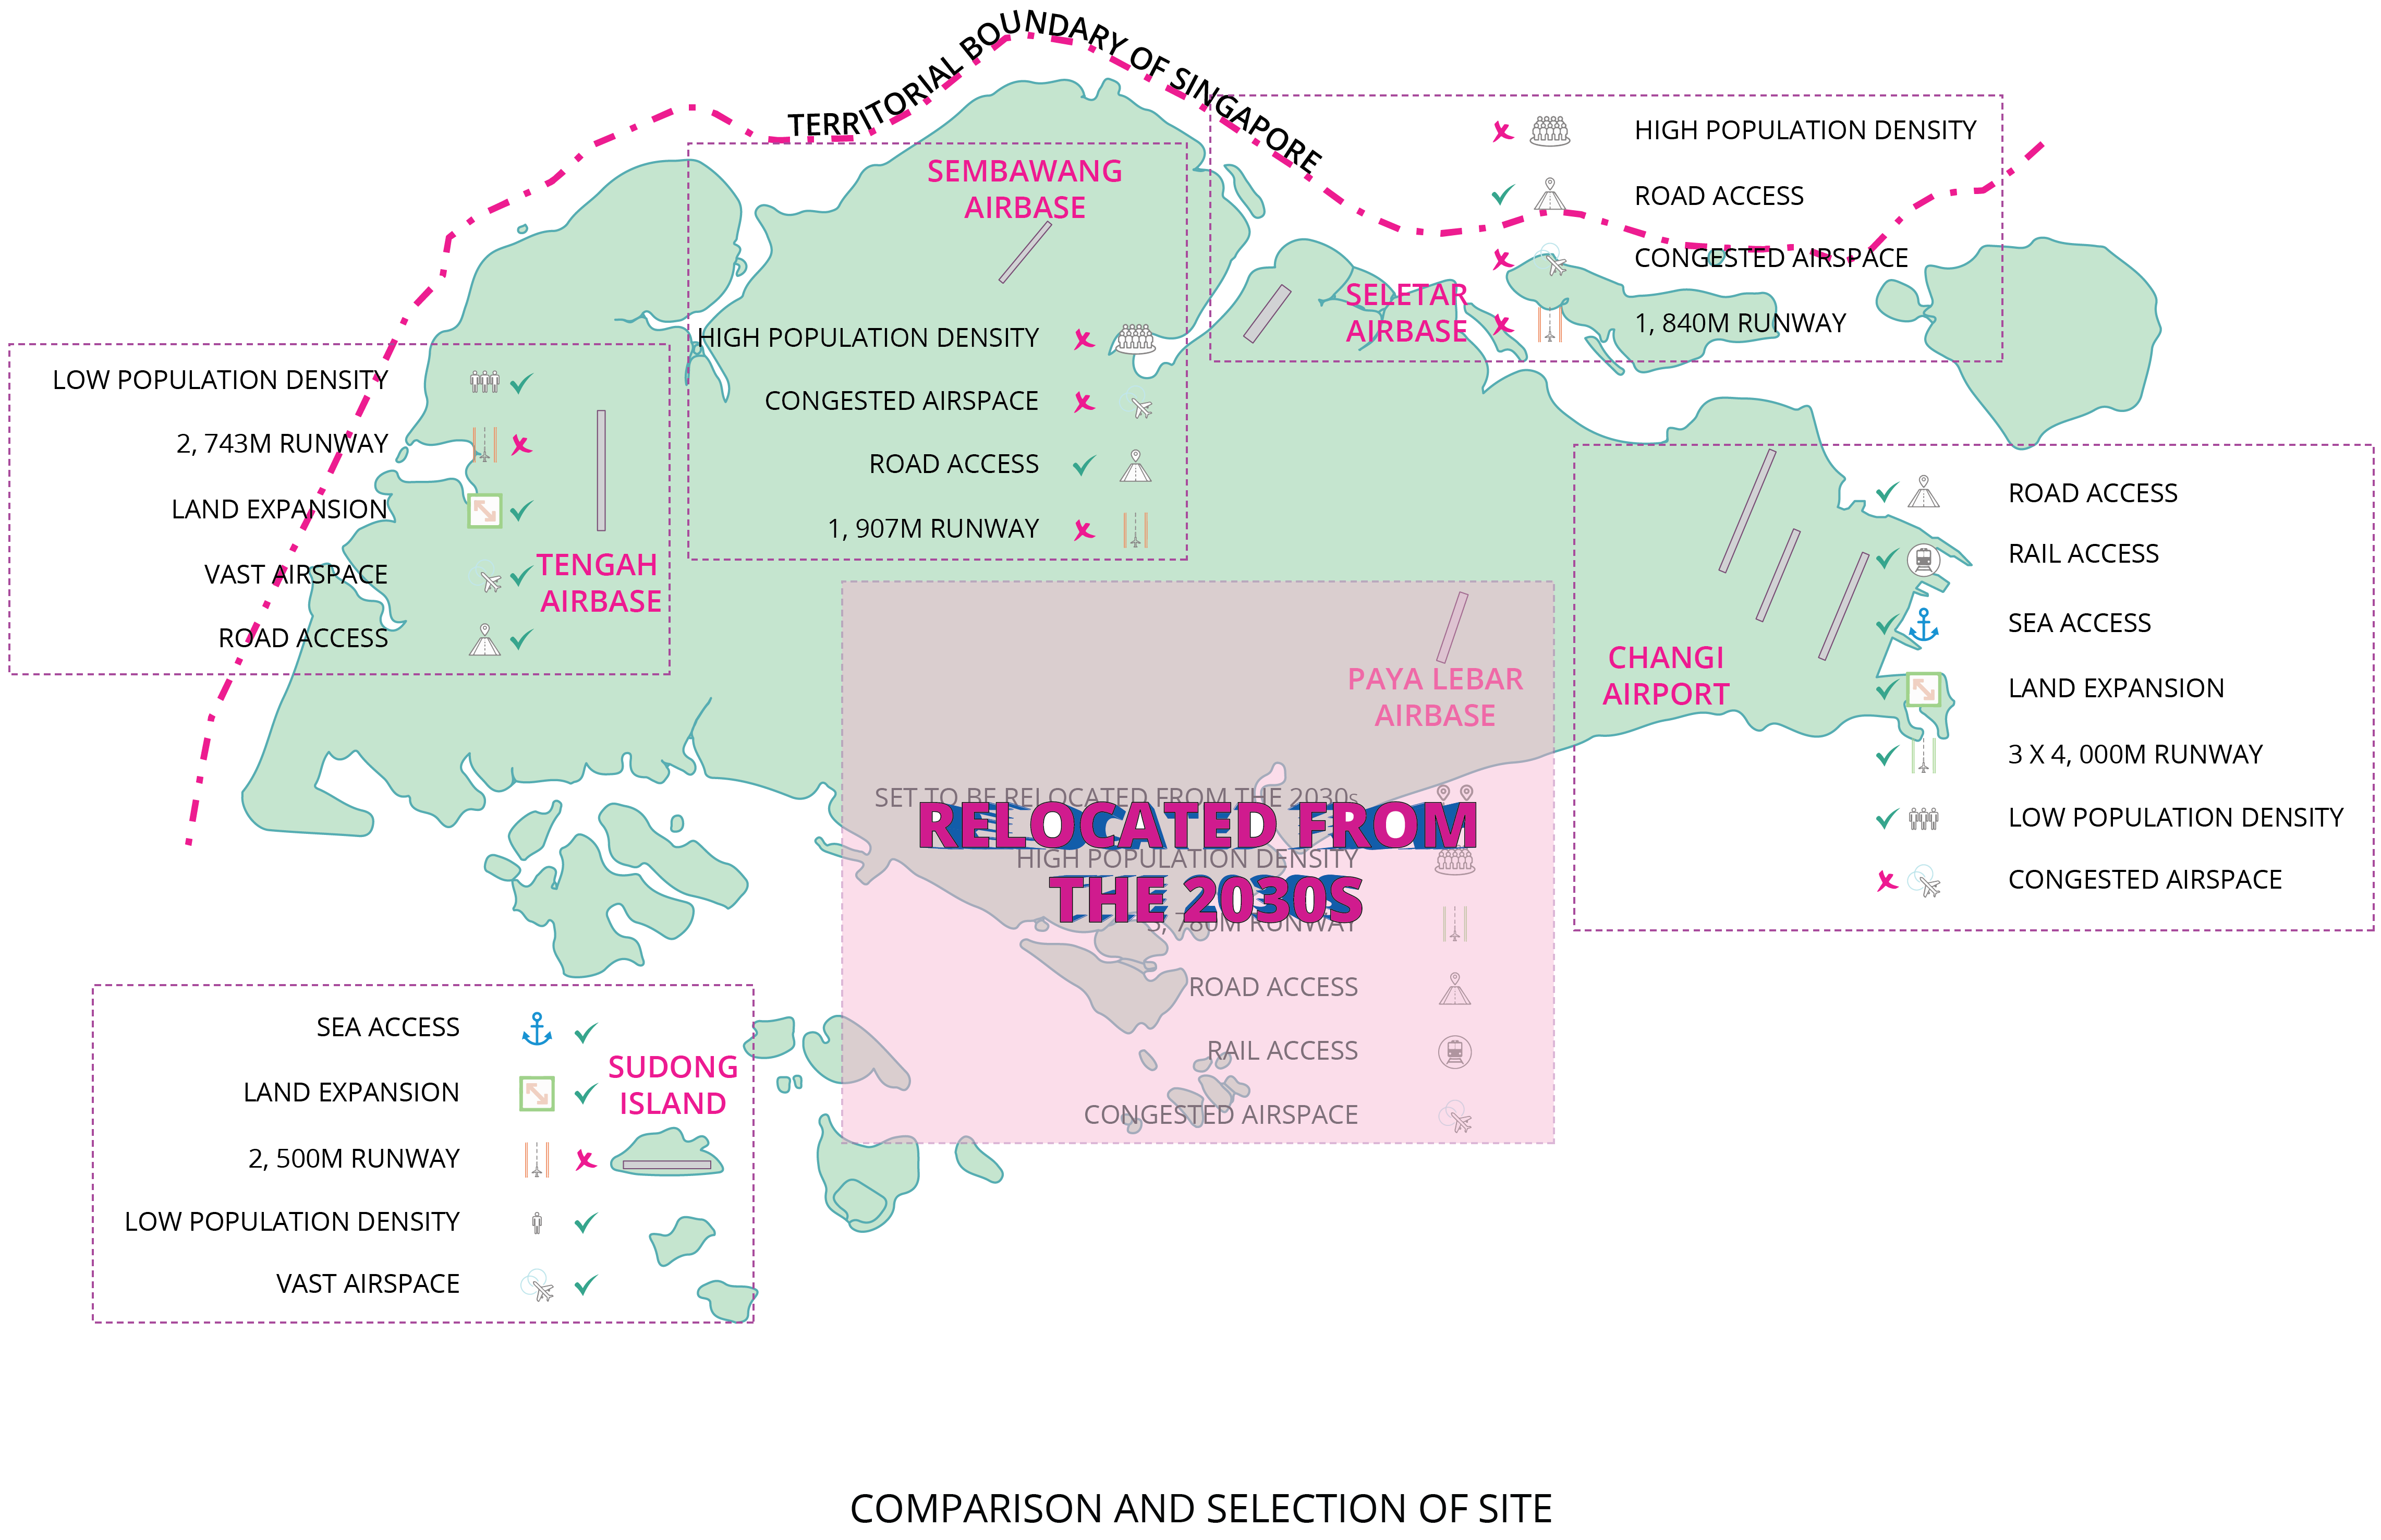 TERRITORIAL BOUNDARY OF SINGAPORE
SEMBAWANG
AIRBASE
HIGH POPULATION DENSITY
CONGESTED AIRSPACE
ROAD ACCESS
1, 907M RUNWAY
HIGH POPULATION DENSITY
ROAD ACCESS
CONGESTED AIRSPACE
1, 840M RUNWAY
SELETAR
AIRBASE
LOW POPULATION DENSITY
2, 743M RUNWAY
LAND EXPANSION
VAST AIRSPACE
ROAD ACCESS
TENGAH
AIRBASE
CHANGI
AIRPORT
ROAD ACCESS
RAIL ACCESS
SEA ACCESS
LAND EXPANSION
3 X 4, 000M RUNWAY
LOW POPULATION DENSITY
CONGESTED AIRSPACE
PAYA LEBAR
AIRBASE
SET TO BE RELOCATED FROM THE 2030s
RELOCATED FROM
THE 2030S
HIGH POPULATION DENSITY
3, 780M RUNWAY
ROAD ACCESS
RAIL ACCESS
CONGESTED AIRSPACE
SEA ACCESS
LAND EXPANSION
2, 500M RUNWAY
LOW POPULATION DENSITY
VAST AIRSPACE
SUDONG
ISLAND
COMPARISON AND SELECTION OF SITE